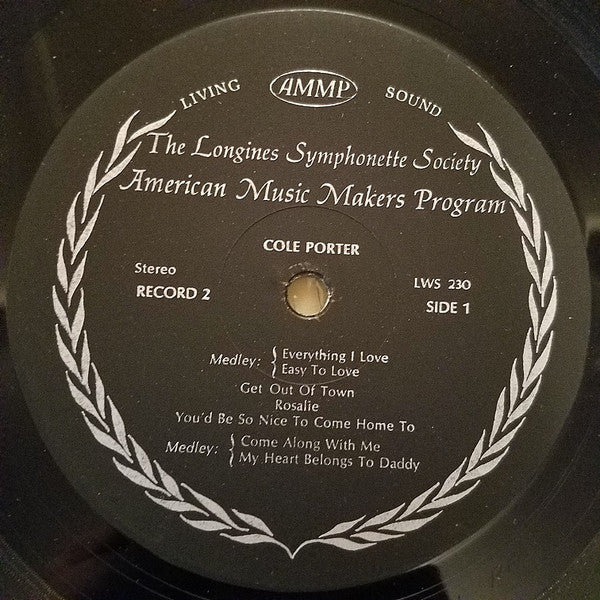 LIVING AMMP SOUND
The Longines Symphonette Society
American Music Makers Program
COLE PORTER
Stereo LWS 230
RECORD 2 SIDE 1
Medley: { Everything I Love
Easy To Love
Get Out Of Town
Rosalie
You'd Be So Nice To Come Home To
Medley: { Come Along With Me
My Heart Belongs To Daddy